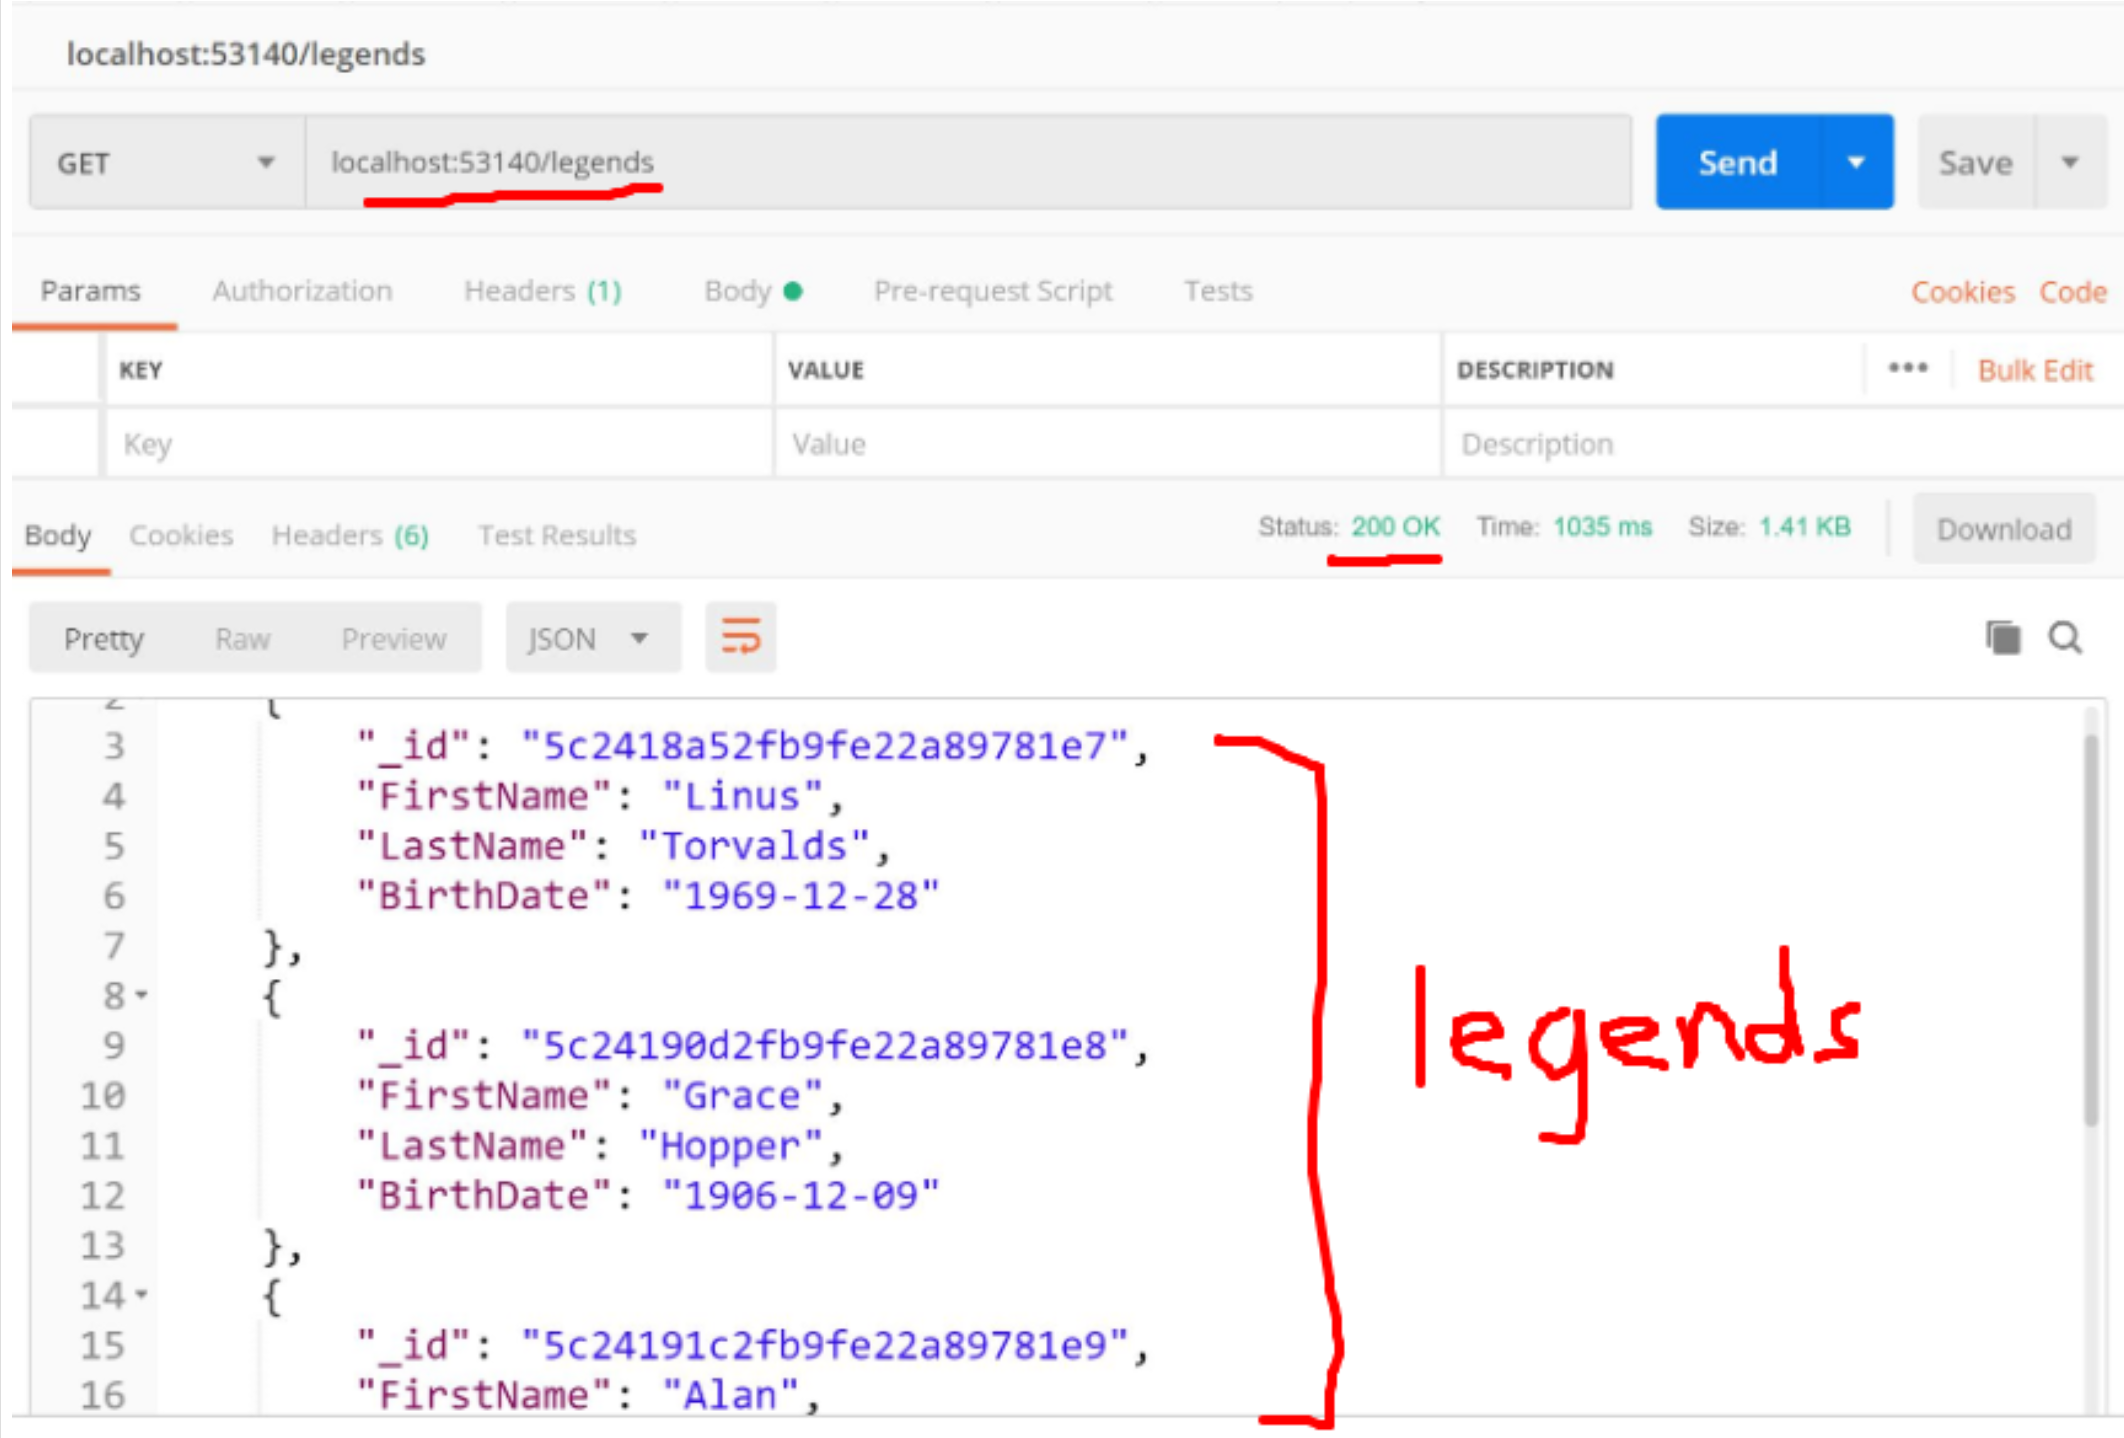 localhost:53140/legends
GET localhost:53140/legends Send Save
Params Authorization Headers (1) Body Pre-request Script Tests Cookies Code
KEY VALUE DESCRIPTION ••• Bulk Edit
Key Value Description
Body Cookies Headers (6) Test Results Status: 200 OK Time: 1035 ms Size: 1.41 KB Download
Pretty Raw Preview JSON
2 {
3 "_id": "5c2418a52fb9fe22a89781e7",
4 "FirstName": "Linus",
5 "LastName": "Torvalds",
6 "BirthDate": "1969-12-28"
7 },
8 {
9 "_id": "5c24190d2fb9fe22a89781e8",
10 "FirstName": "Grace",
11 "LastName": "Hopper",
12 "BirthDate": "1906-12-09"
13 },
14 {
15 "_id": "5c24191c2fb9fe22a89781e9",
16 "FirstName": "Alan",
legends